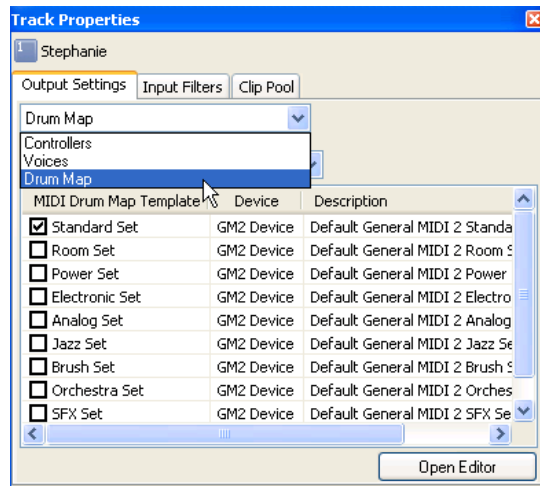 Track Properties
1 Stephanie
Output Settings Input Filters Clip Pool
Drum Map
Controllers
Voices
Drum Map
MIDI Drum Map Template Device Description
Standard Set GM2 Device Default General MIDI 2 Standa
Room Set GM2 Device Default General MIDI 2 Room S
Power Set GM2 Device Default General MIDI 2 Power
Electronic Set GM2 Device Default General MIDI 2 Electro
Analog Set GM2 Device Default General MIDI 2 Analog
Jazz Set GM2 Device Default General MIDI 2 Jazz Se
Brush Set GM2 Device Default General MIDI 2 Brush S
Orchestra Set GM2 Device Default General MIDI 2 Orches
SFX Set GM2 Device Default General MIDI 2 SFX Se
Open Editor